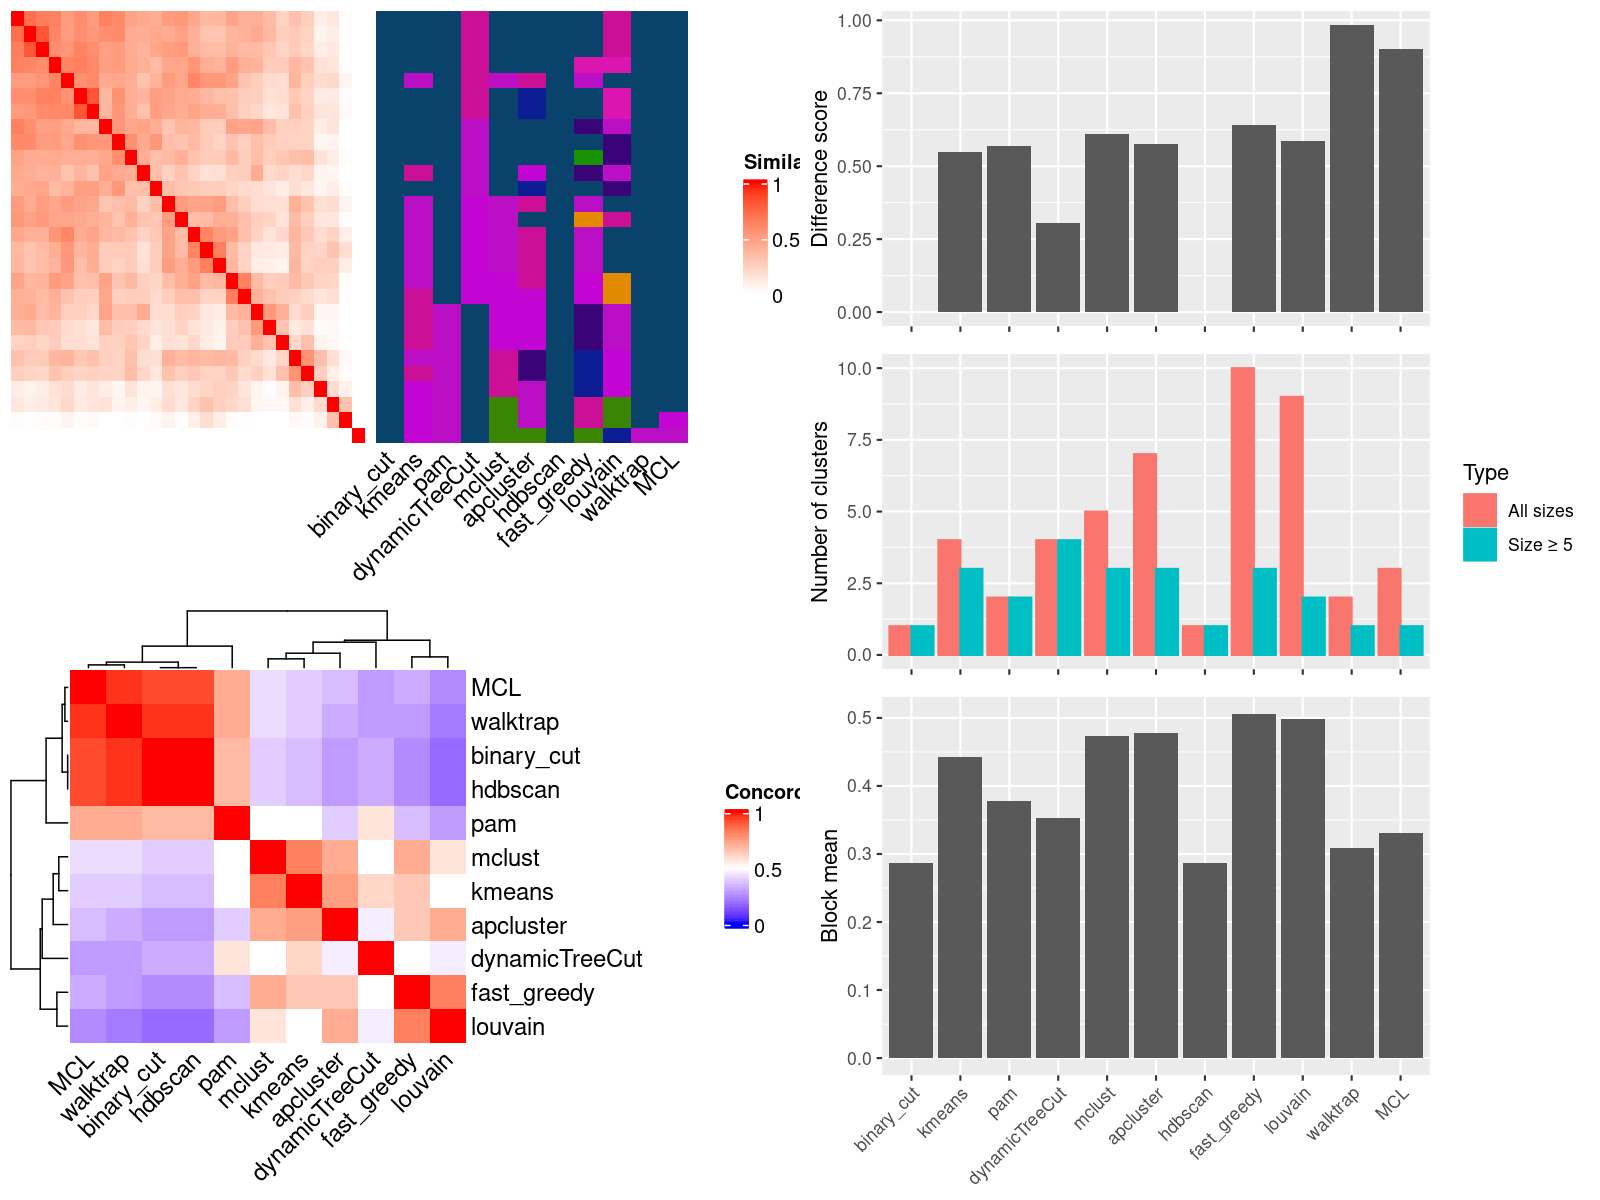 Simila
1
0.5
0
binary_cut
kmeans
pam
dynamicTreeCut
mclust
apcluster
hdbscan
fast_greedy
louvain
walktrap
MCL
MCL
walktrap
binary_cut
hdbscan
pam
mclust
kmeans
apcluster
dynamicTreeCut
fast_greedy
louvain
MCL
walktrap
binary_cut
hdbscan
pam
mclust
kmeans
apcluster
dynamicTreeCut
fast_greedy
louvain
Concord
1
0.5
0
Difference score
1.00
0.75
0.50
0.25
0.00
Number of clusters
10.0
7.5
5.0
2.5
0.0
Type
All sizes
Size ≥ 5
Block mean
0.5
0.4
0.3
0.2
0.1
0.0
binary_cut
kmeans
pam
dynamicTreeCut
mclust
apcluster
hdbscan
fast_greedy
louvain
walktrap
MCL